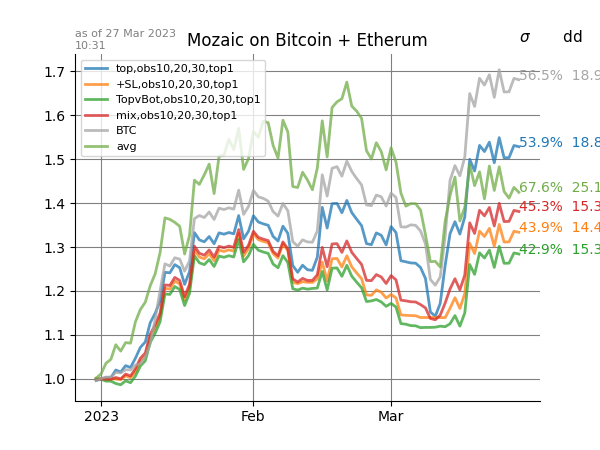 as of 27 Mar 2023
10:31
Mozaic on Bitcoin + Etherum
σ dd
top,obs10,20,30,top1
+SL,obs10,20,30,top1
TopvBot,obs10,20,30,top1
mix,obs10,20,30,top1
BTC
avg
1.7
1.6
1.5
1.4
1.3
1.2
1.1
1.0
56.5% 18.9
53.9% 18.8
67.6% 25.1
45.3% 15.3
43.9% 14.4
42.9% 15.3
2023 Feb Mar